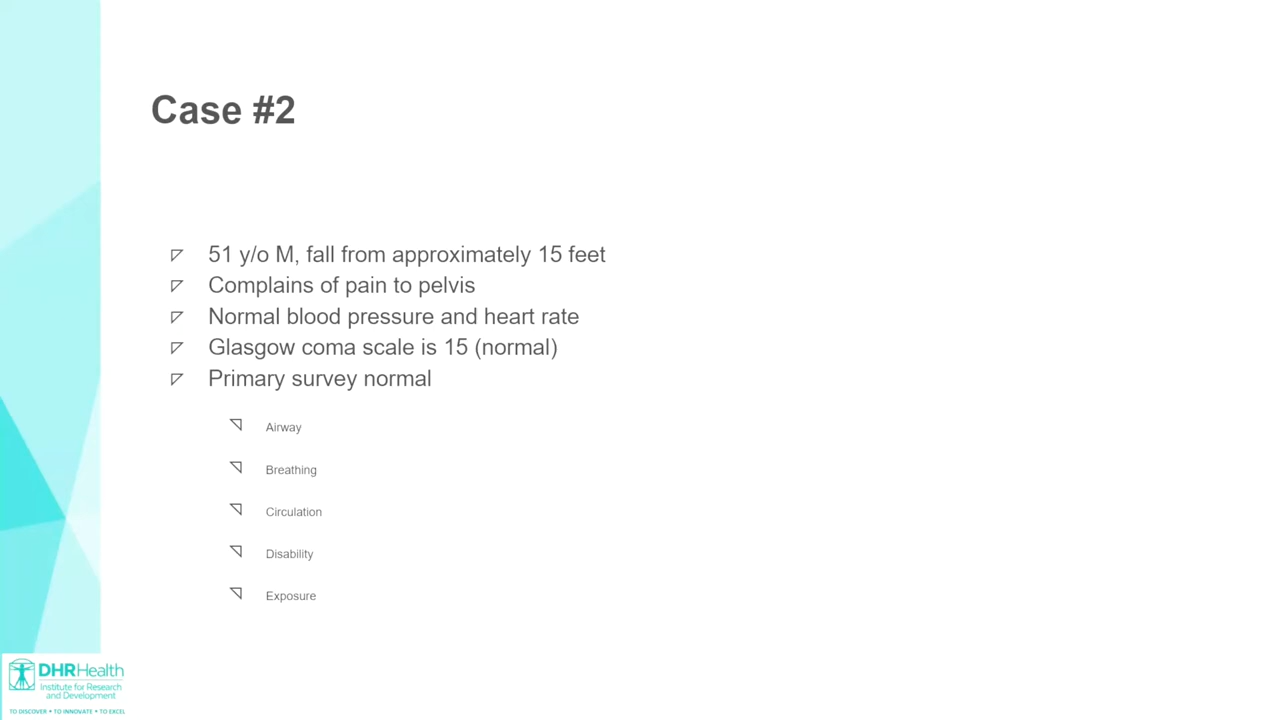 Case #2
51 y/o M, fall from approximately 15 feet
Complains of pain to pelvis
Normal blood pressure and heart rate
Glasgow coma scale is 15 (normal)
Primary survey normal
Airway
Breathing
Circulation
Disability
Exposure
DHRHealth
Institute for Research
and Development
TO DISCOVER • TO INNOVATE • TO EXCEL